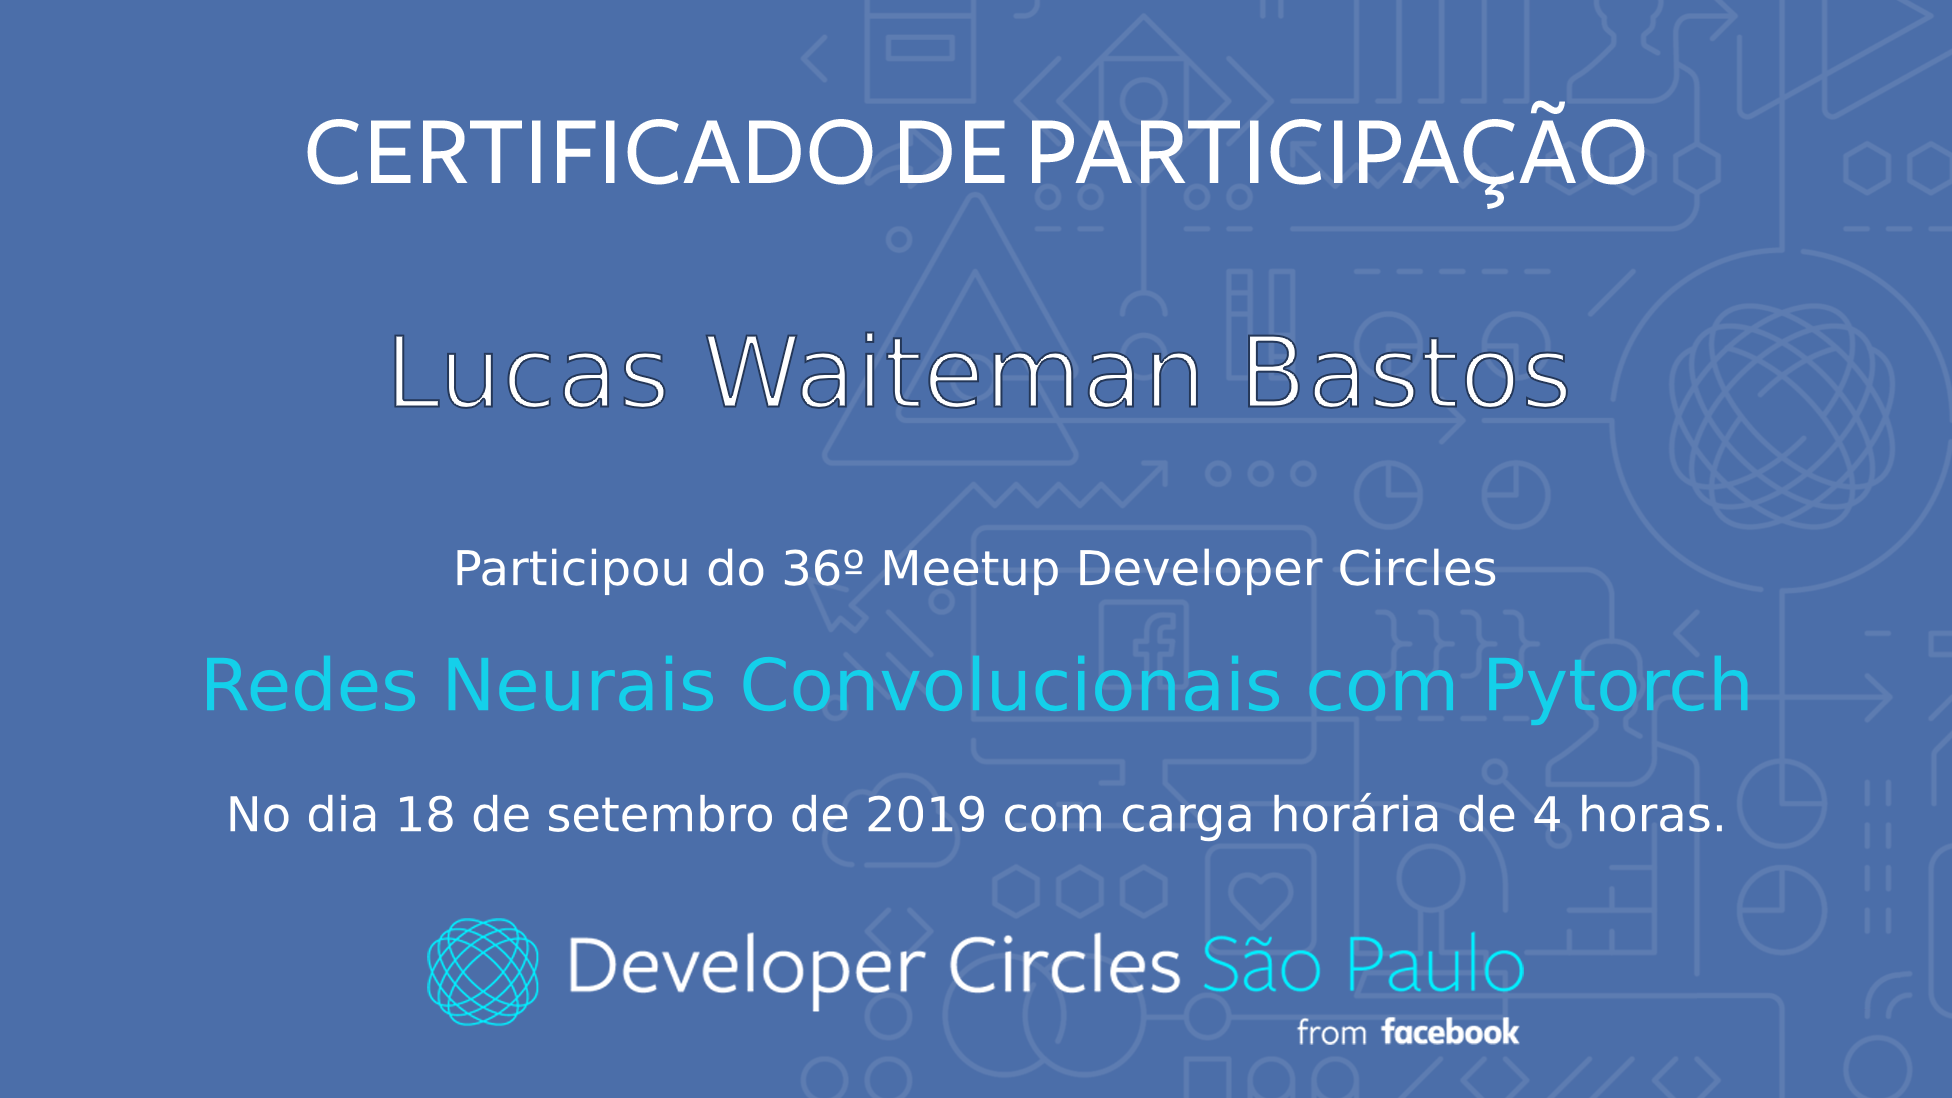 CERTIFICADO DE PARTICIPAÇÃO
Lucas Waiteman Bastos
Participou do 36º Meetup Developer Circles
Redes Neurais Convolucionais com Pytorch
No dia 18 de setembro de 2019 com carga horária de 4 horas.
Developer Circles São Paulo
from facebook